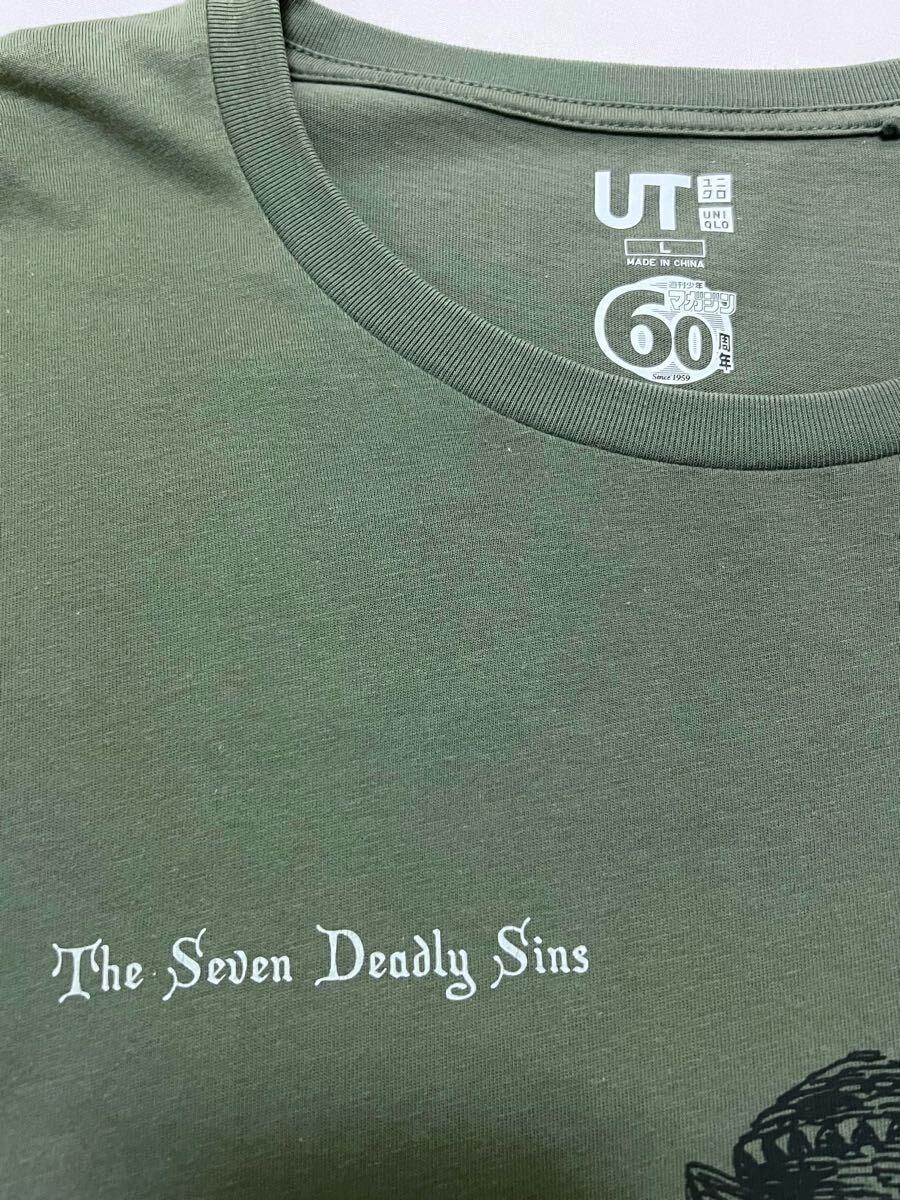 UT
ユニ
クロ
UNI
QLO
L
MADE IN CHINA
週刊少年
マガジン
60
周年
Since 1959
The Seven Deadly Sins